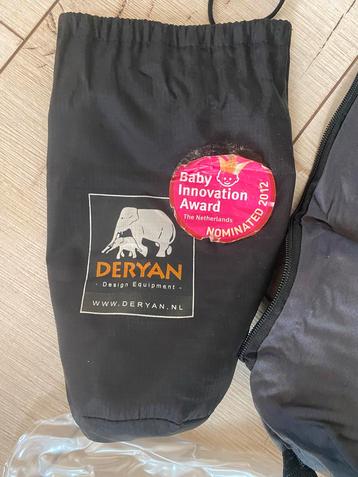 Baby
Innovation
Award
The Netherlands
NOMINATED 2012
DERYAN
- Design Equipment -
WWW.DERYAN.NL